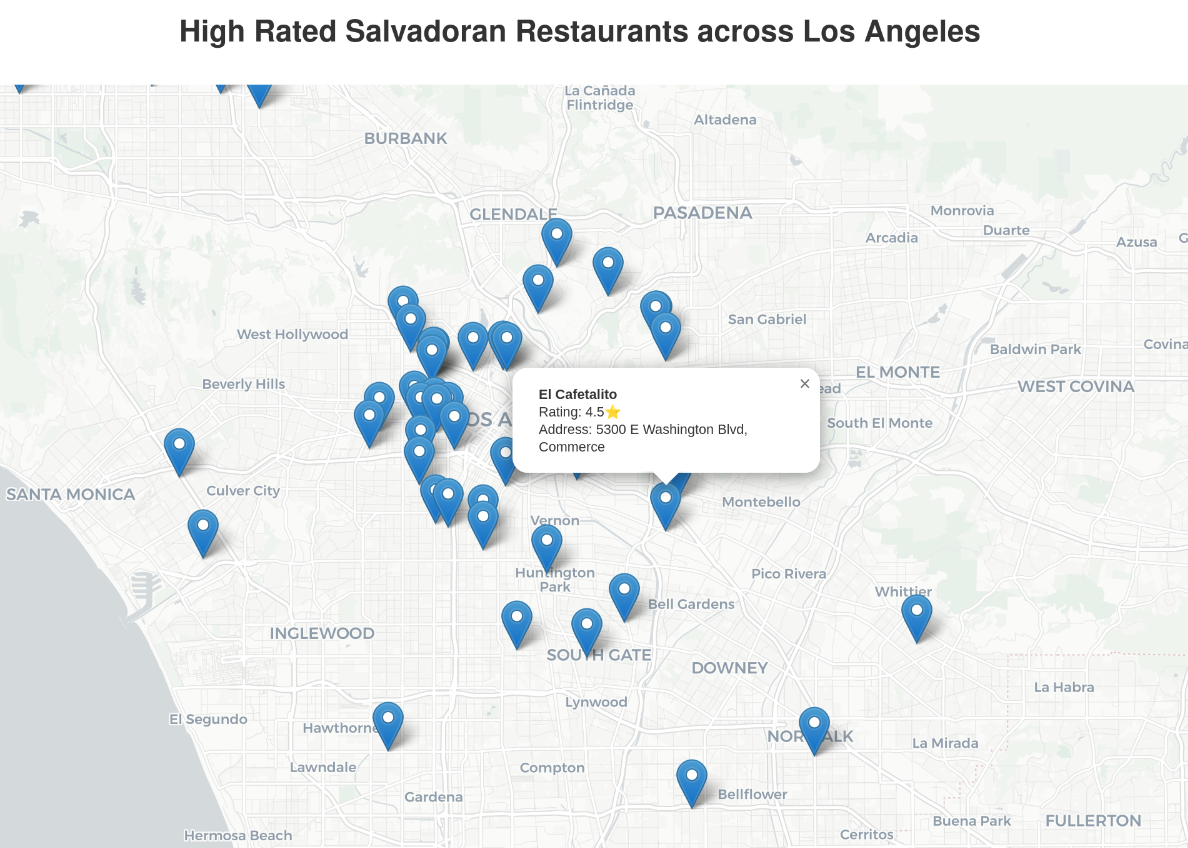 High Rated Salvadoran Restaurants across Los Angeles
La Cañada
Flintridge
Altadena
BURBANK
GLENDALE
PASADENA
Monrovia
Duarte
Arcadia
Azusa
West Hollywood
San Gabriel
Baldwin Park
Covina
EL MONTE
Beverly Hills
WEST COVINA
×
El Cafetalito
Rating: 4.5⭐
Address: 5300 E Washington Blvd,
Commerce
South El Monte
SANTA MONICA
Culver City
Montebello
Vernon
Huntington
Park
Pico Rivera
Whittier
Bell Gardens
INGLEWOOD
SOUTH GATE
DOWNEY
La Habra
Lynwood
El Segundo
Hawthorne
NORWALK
La Mirada
Lawndale
Compton
Gardena
Bellflower
Buena Park
FULLERTON
Hermosa Beach
Cerritos